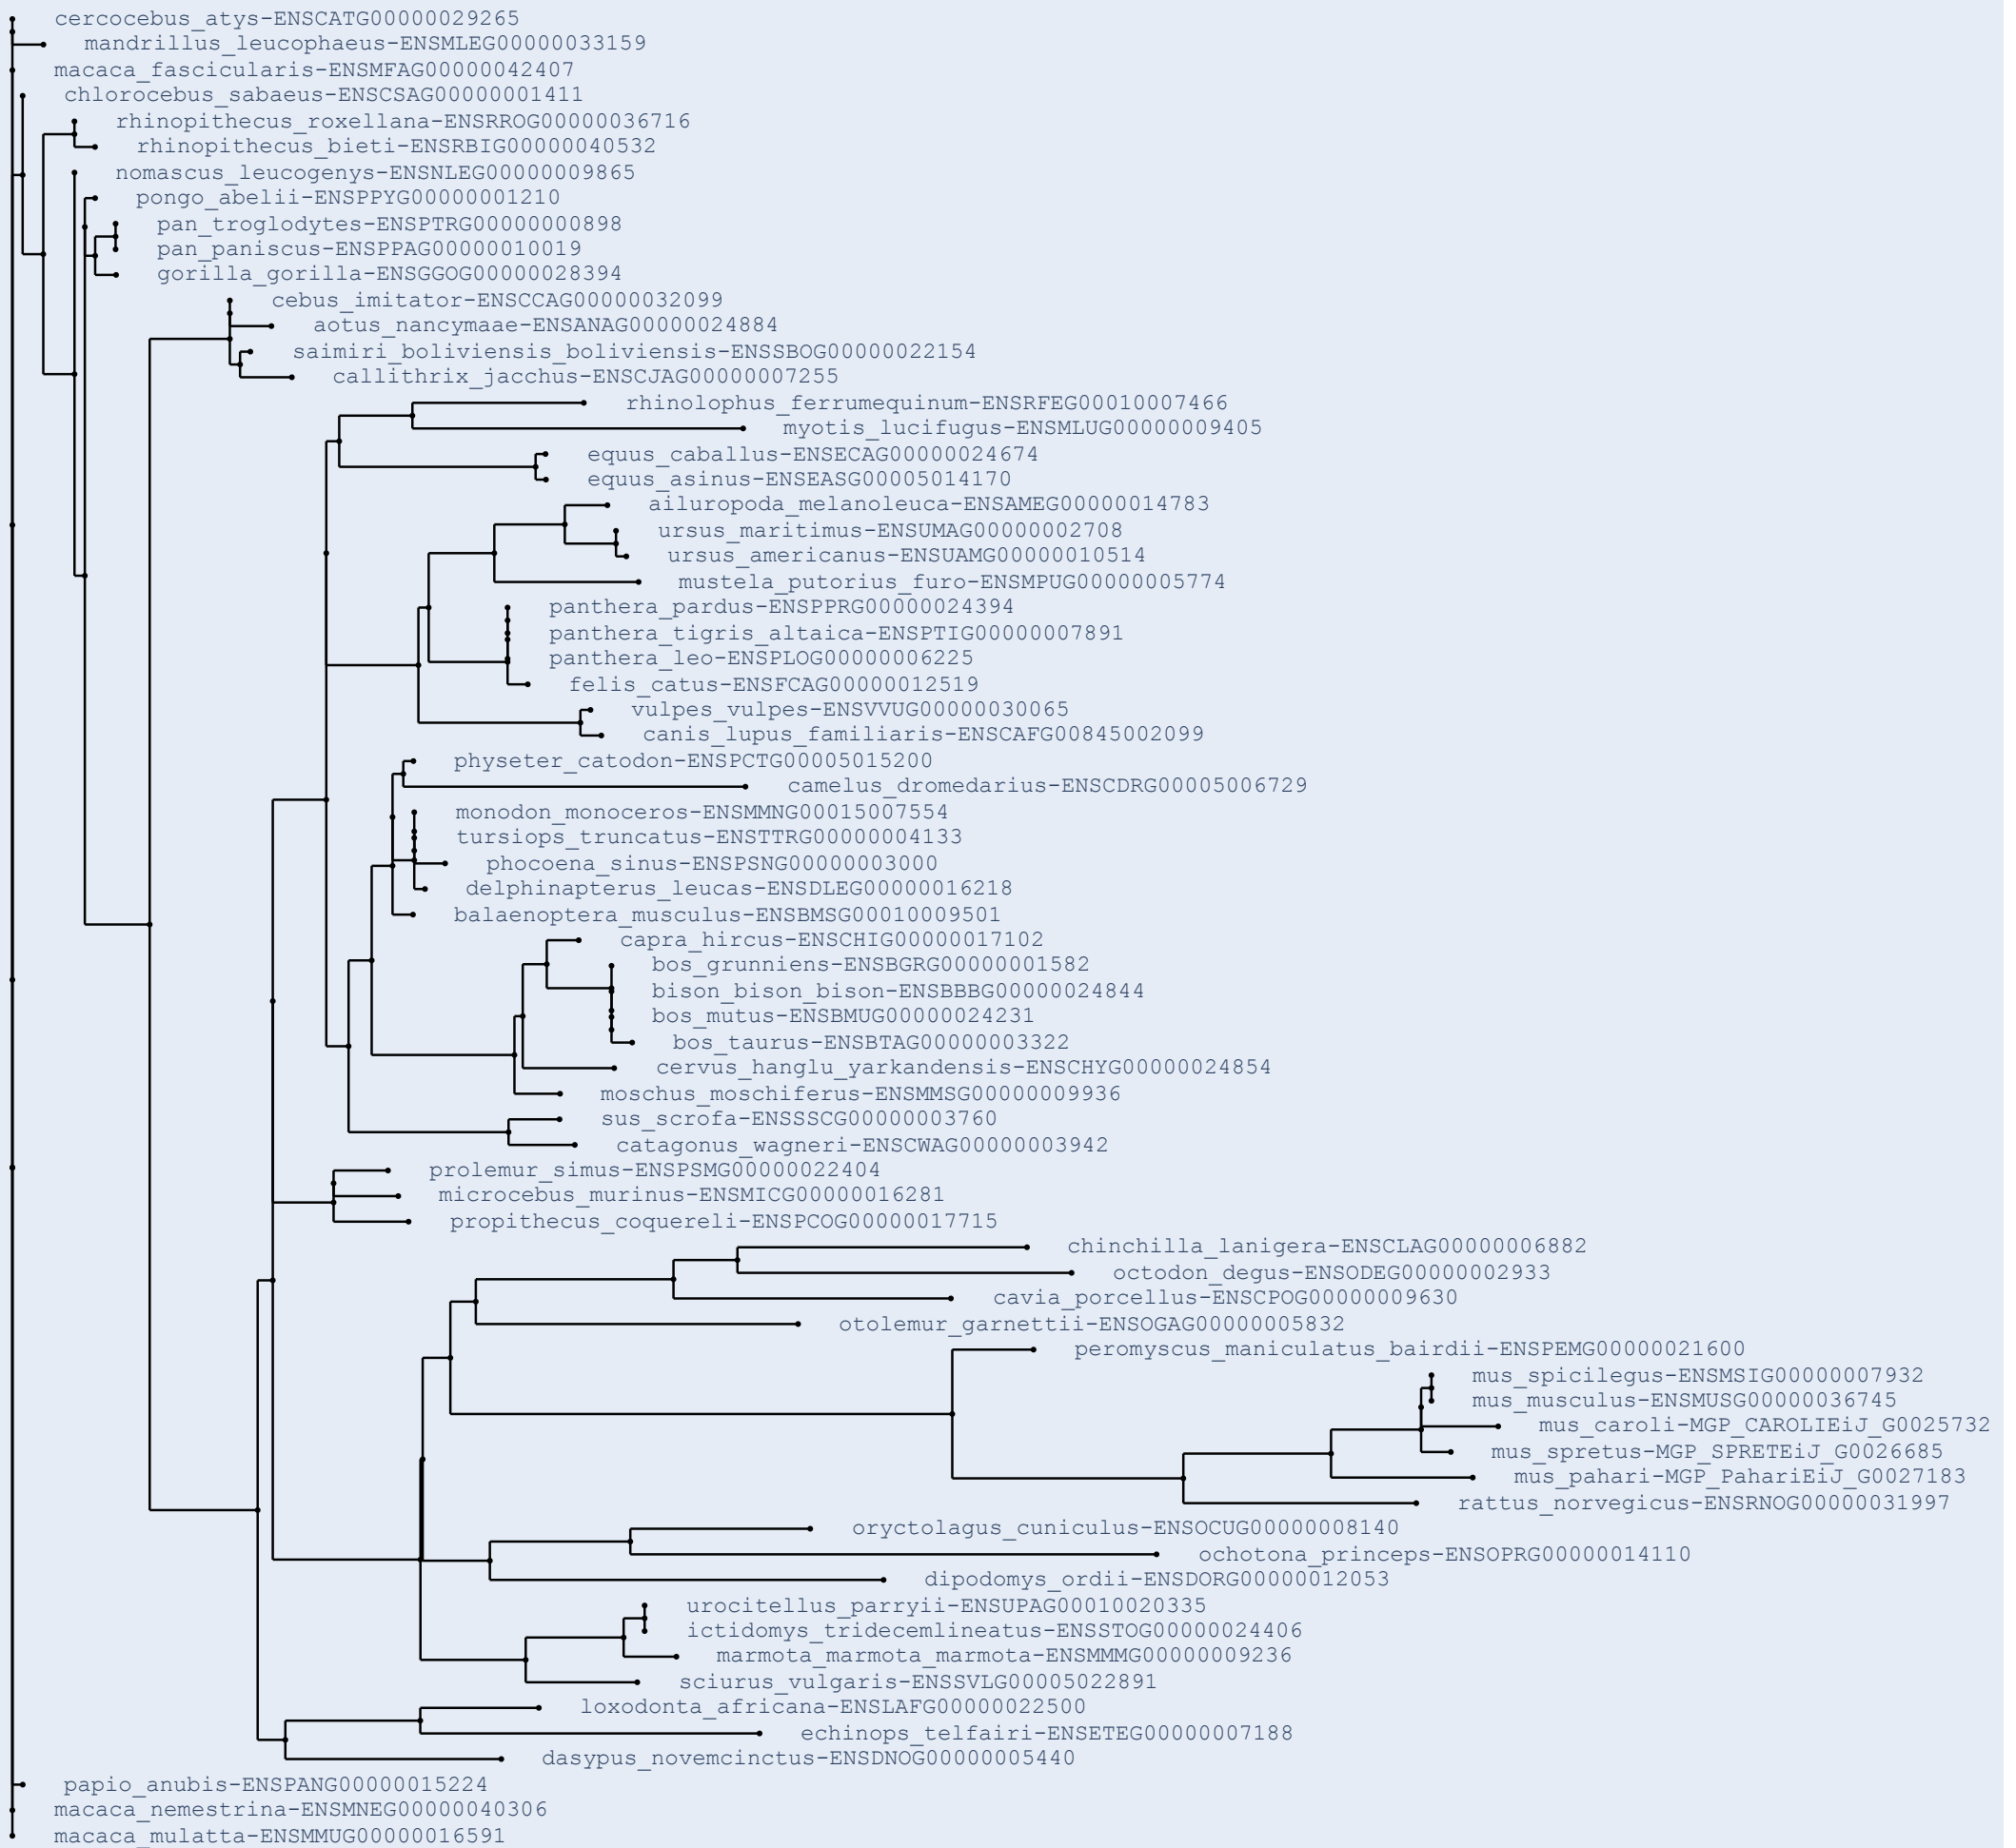 cercocebus_atys-ENSCATG00000029265
mandrillus_leucophaeus-ENSMLEG00000033159
macaca_fascicularis-ENSMFAG00000042407
chlorocebus_sabaeus-ENSCSAG00000001411
rhinopithecus_roxellana-ENSRROG00000036716
rhinopithecus_bieti-ENSRBIG00000040532
nomascus_leucogenys-ENSNLEG00000009865
pongo_abelii-ENSPPYG00000001210
pan_troglodytes-ENSPTRG00000000898
pan_paniscus-ENSPPAG00000010019
gorilla_gorilla-ENSGGOG00000028394
cebus_imitator-ENSCCAG00000032099
aotus_nancymaae-ENSANAG00000024884
saimiri_boliviensis_boliviensis-ENSSBOG00000022154
callithrix_jacchus-ENSCJAG00000007255
rhinolophus_ferrumequinum-ENSRFEG00010007466
myotis_lucifugus-ENSMLUG00000009405
equus_caballus-ENSECAG00000024674
equus_asinus-ENSEASG00005014170
ailuropoda_melanoleuca-ENSAMEG00000014783
ursus_maritimus-ENSUMAG00000002708
ursus_americanus-ENSUAMG00000010514
mustela_putorius_furo-ENSMPUG00000005774
panthera_pardus-ENSPPRG00000024394
panthera_tigris_altaica-ENSPTIG00000007891
panthera_leo-ENSPLOG00000006225
felis_catus-ENSFCAG00000012519
vulpes_vulpes-ENSVVUG00000030065
canis_lupus_familiaris-ENSCAFG00845002099
physeter_catodon-ENSPCTG00005015200
camelus_dromedarius-ENSCDRG00005006729
monodon_monoceros-ENSMMNG00015007554
tursiops_truncatus-ENSTTRG00000004133
phocoena_sinus-ENSPSNG00000003000
delphinapterus_leucas-ENSDLEG00000016218
balaenoptera_musculus-ENSBMSG00010009501
capra_hircus-ENSCHIG00000017102
bos_grunniens-ENSBGRG00000001582
bison_bison_bison-ENSBBBG00000024844
bos_mutus-ENSBMUG00000024231
bos_taurus-ENSBTAG00000003322
cervus_hanglu_yarkandensis-ENSCHYG00000024854
moschus_moschiferus-ENSMMSG00000009936
sus_scrofa-ENSSSCG00000003760
catagonus_wagneri-ENSCWAG00000003942
prolemur_simus-ENSPSMG00000022404
microcebus_murinus-ENSMICG00000016281
propithecus_coquereli-ENSPCOG00000017715
chinchilla_lanigera-ENSCLAG00000006882
octodon_degus-ENSODEG00000002933
cavia_porcellus-ENSCPOG00000009630
otolemur_garnettii-ENSOGAG00000005832
peromyscus_maniculatus_bairdii-ENSPEMG00000021600
mus_spicilegus-ENSMSIG00000007932
mus_musculus-ENSMUSG00000036745
mus_caroli-MGP_CAROLIEiJ_G0025732
mus_spretus-MGP_SPRETEiJ_G0026685
mus_pahari-MGP_PahariEiJ_G0027183
rattus_norvegicus-ENSRNOG00000031997
oryctolagus_cuniculus-ENSOCUG00000008140
ochotona_princeps-ENSOPRG00000014110
dipodomys_ordii-ENSDORG00000012053
urocitellus_parryii-ENSUPAG00010020335
ictidomys_tridecemlineatus-ENSSTOG00000024406
marmota_marmota_marmota-ENSMMMG00000009236
sciurus_vulgaris-ENSSVLG00005022891
loxodonta_africana-ENSLAFG00000022500
echinops_telfairi-ENSETEG00000007188
dasypus_novemcinctus-ENSDNOG00000005440
papio_anubis-ENSPANG00000015224
macaca_nemestrina-ENSMNEG00000040306
macaca_mulatta-ENSMMUG00000016591